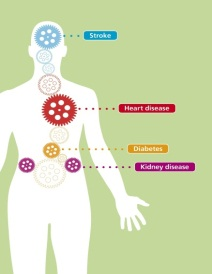 Stroke
Heart disease
Diabetes
Kidney disease